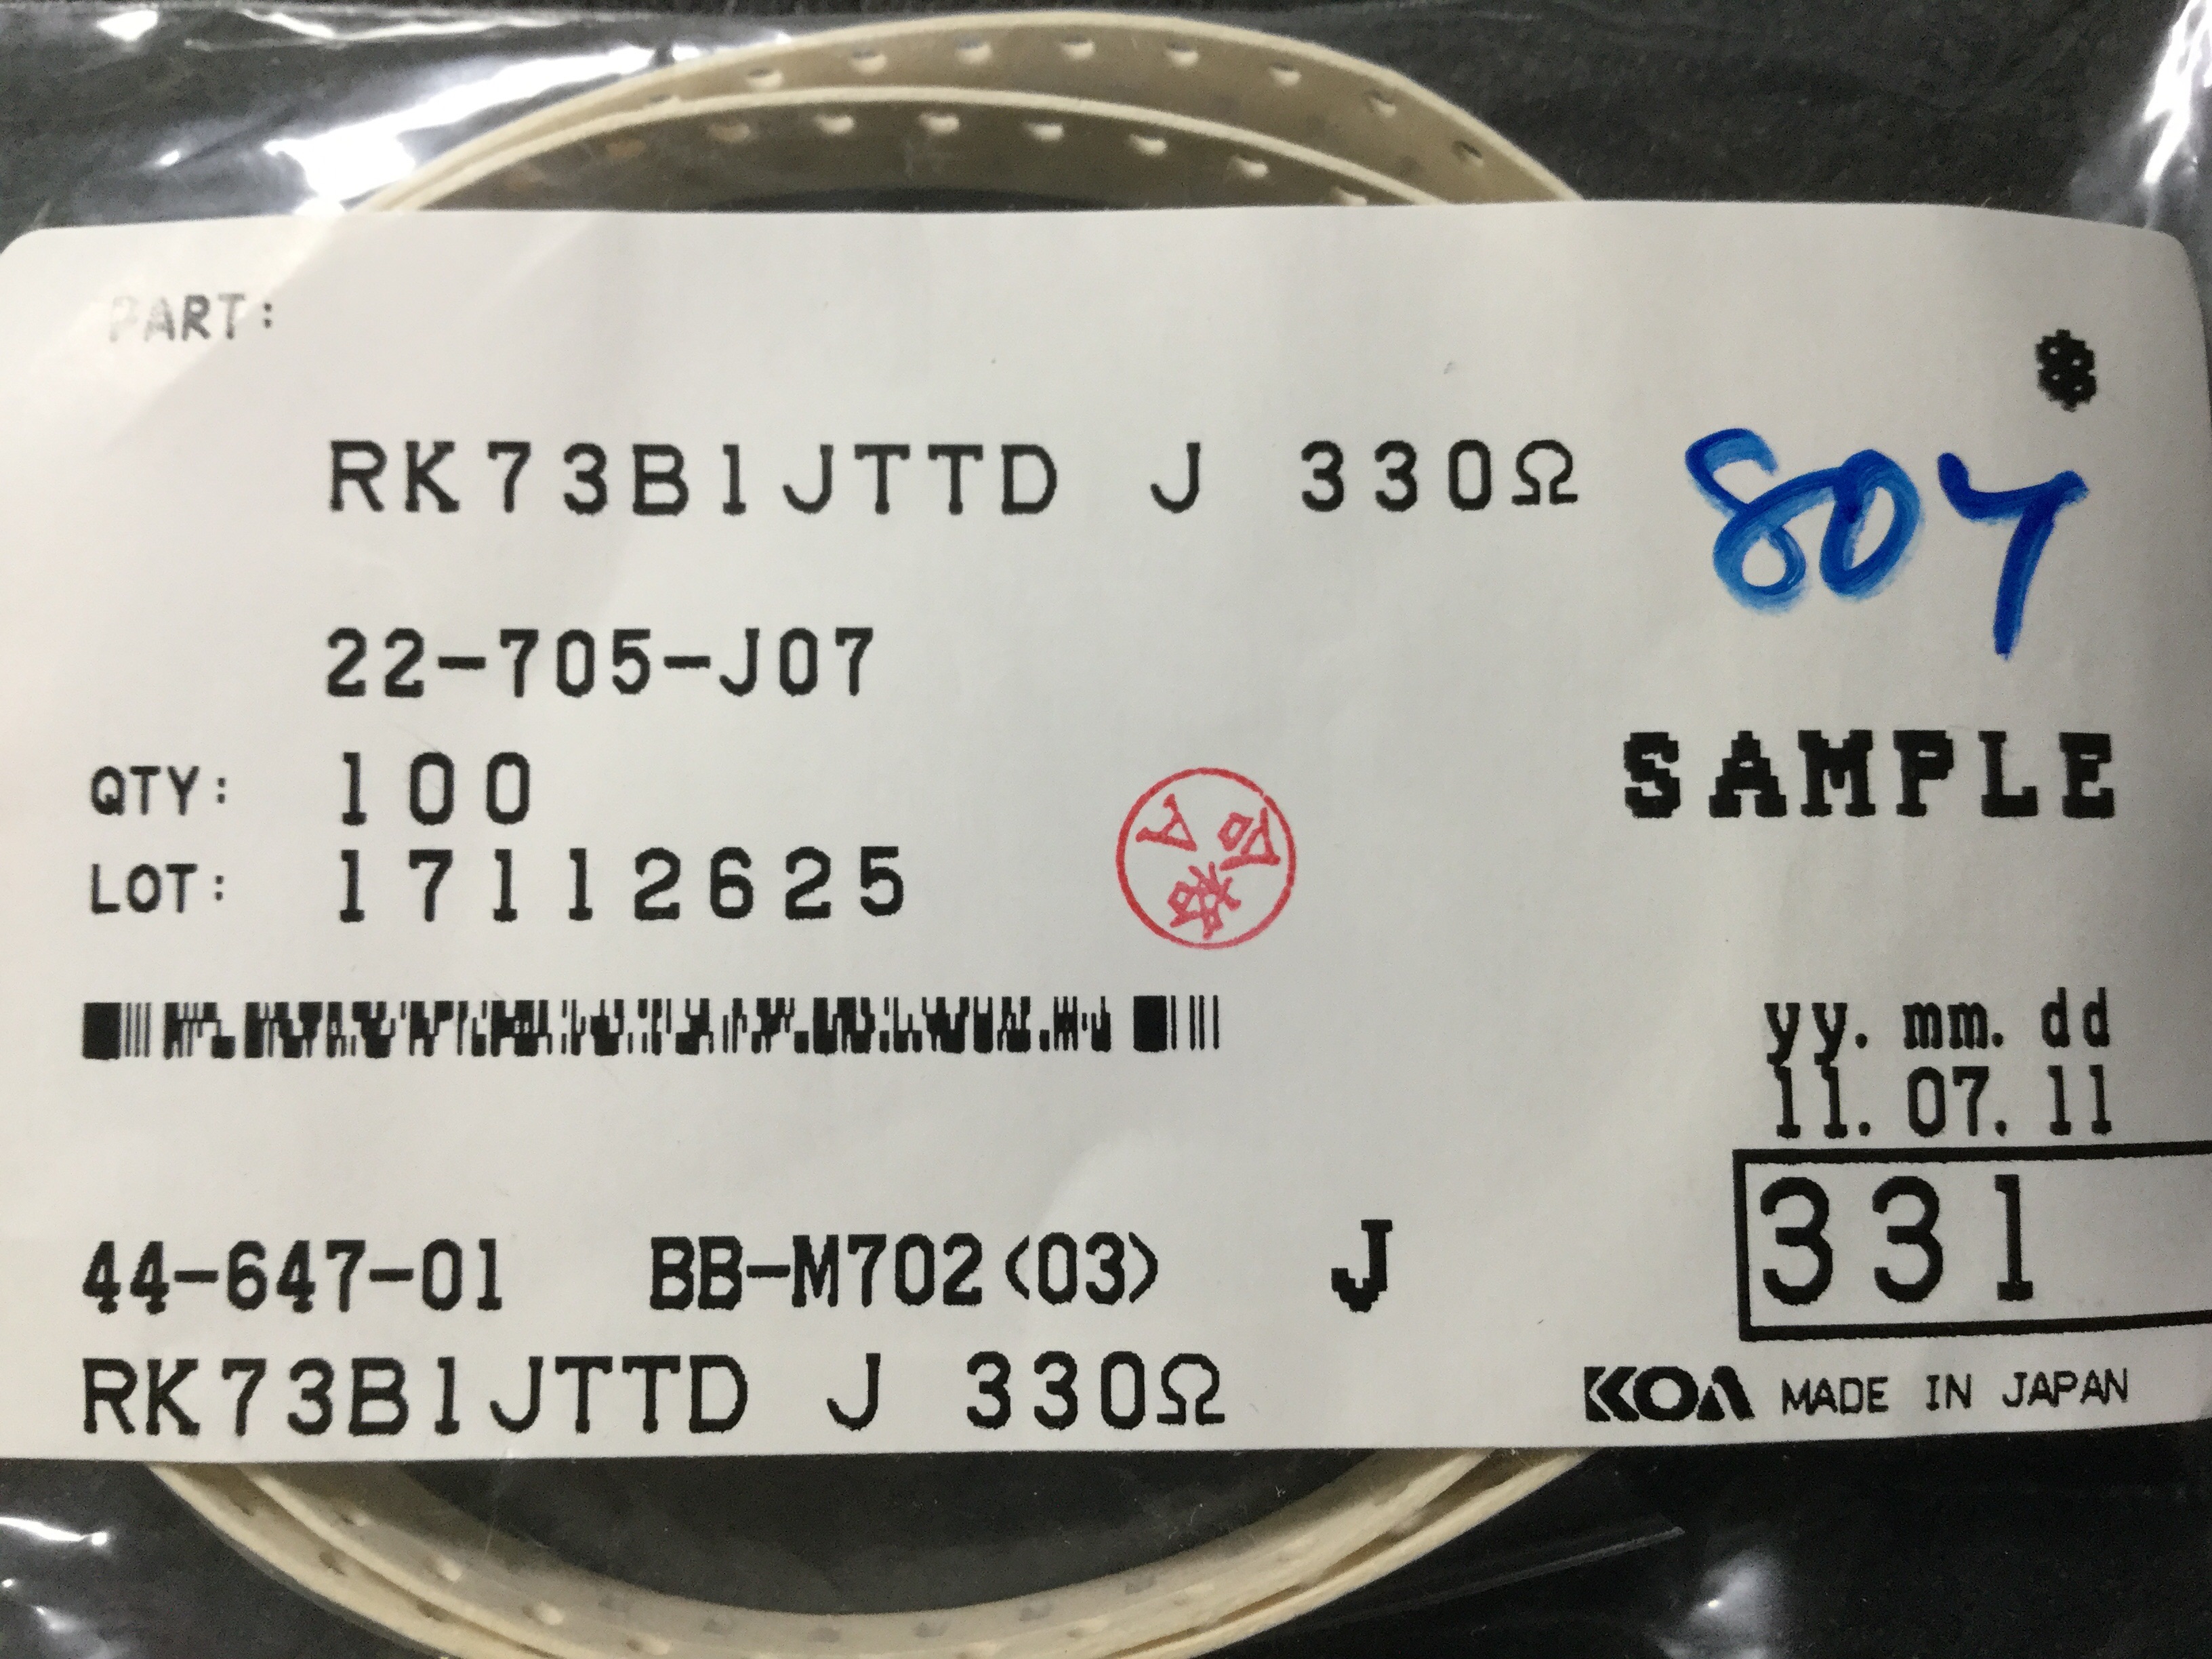 PART:
*
RK73B1JTTD J 330Ω
22-705-J07
QTY: 100
SAMPLE
LOT: 17112625
yy. mm. dd
11. 07. 11
331
44-647-01 BB-M702<03> J
RK73B1JTTD J 330Ω
KOA MADE IN JAPAN